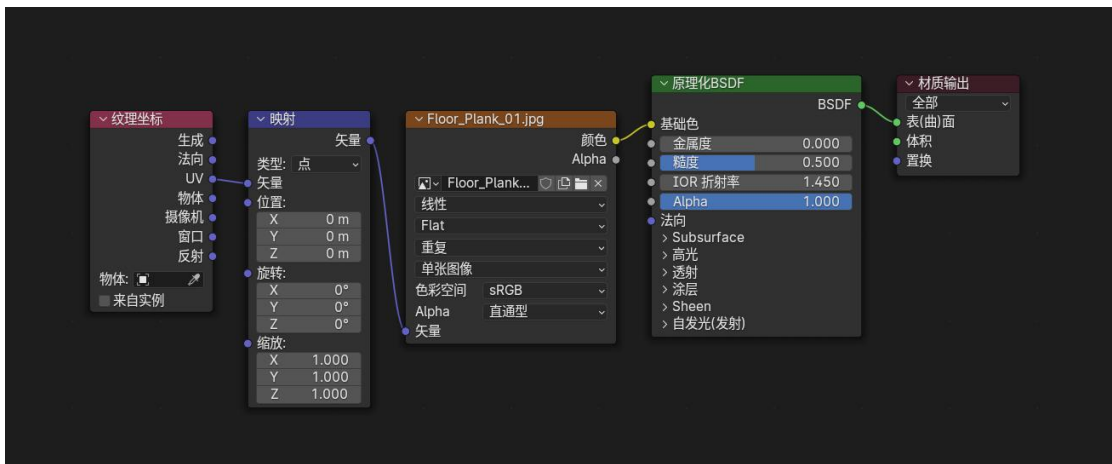 纹理坐标
生成
法向
UV
物体
摄像机
窗口
反射
物体:
来自实例
映射
矢量
类型: 点
矢量
位置:
X 0 m
Y 0 m
Z 0 m
旋转:
X 0°
Y 0°
Z 0°
缩放:
X 1.000
Y 1.000
Z 1.000
Floor_Plank_01.jpg
颜色
Alpha
Floor_Plank...
线性
Flat
重复
单张图像
色彩空间 sRGB
Alpha 直通型
矢量
原理化BSDF
BSDF
基础色
金属度 0.000
糙度 0.500
IOR 折射率 1.450
Alpha 1.000
法向
Subsurface
高光
透射
涂层
Sheen
自发光(发射)
材质输出
全部
表(曲)面
体积
置换